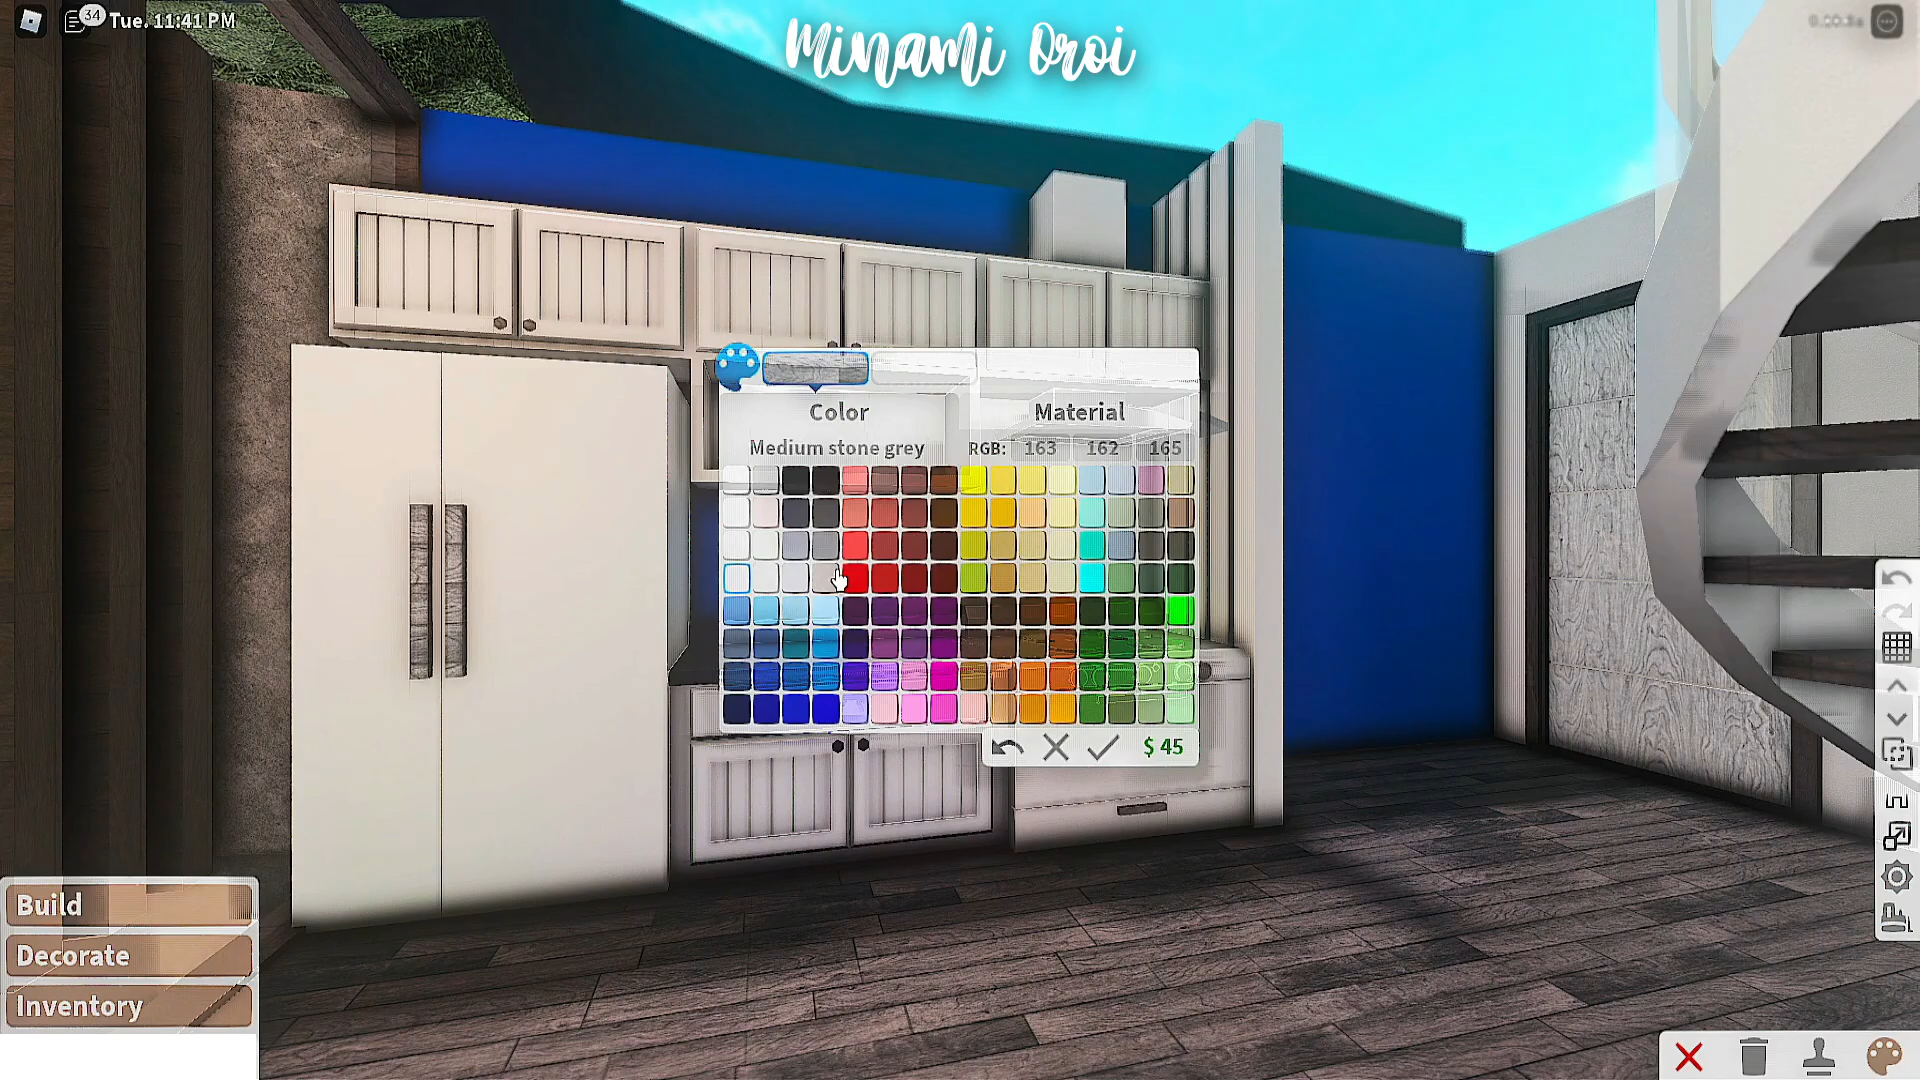 34 Tue. 11:41 PM
Minami Oroi
Color
Material
Medium stone grey
RGB: 163 162 165
$ 45
Build
Decorate
Inventory